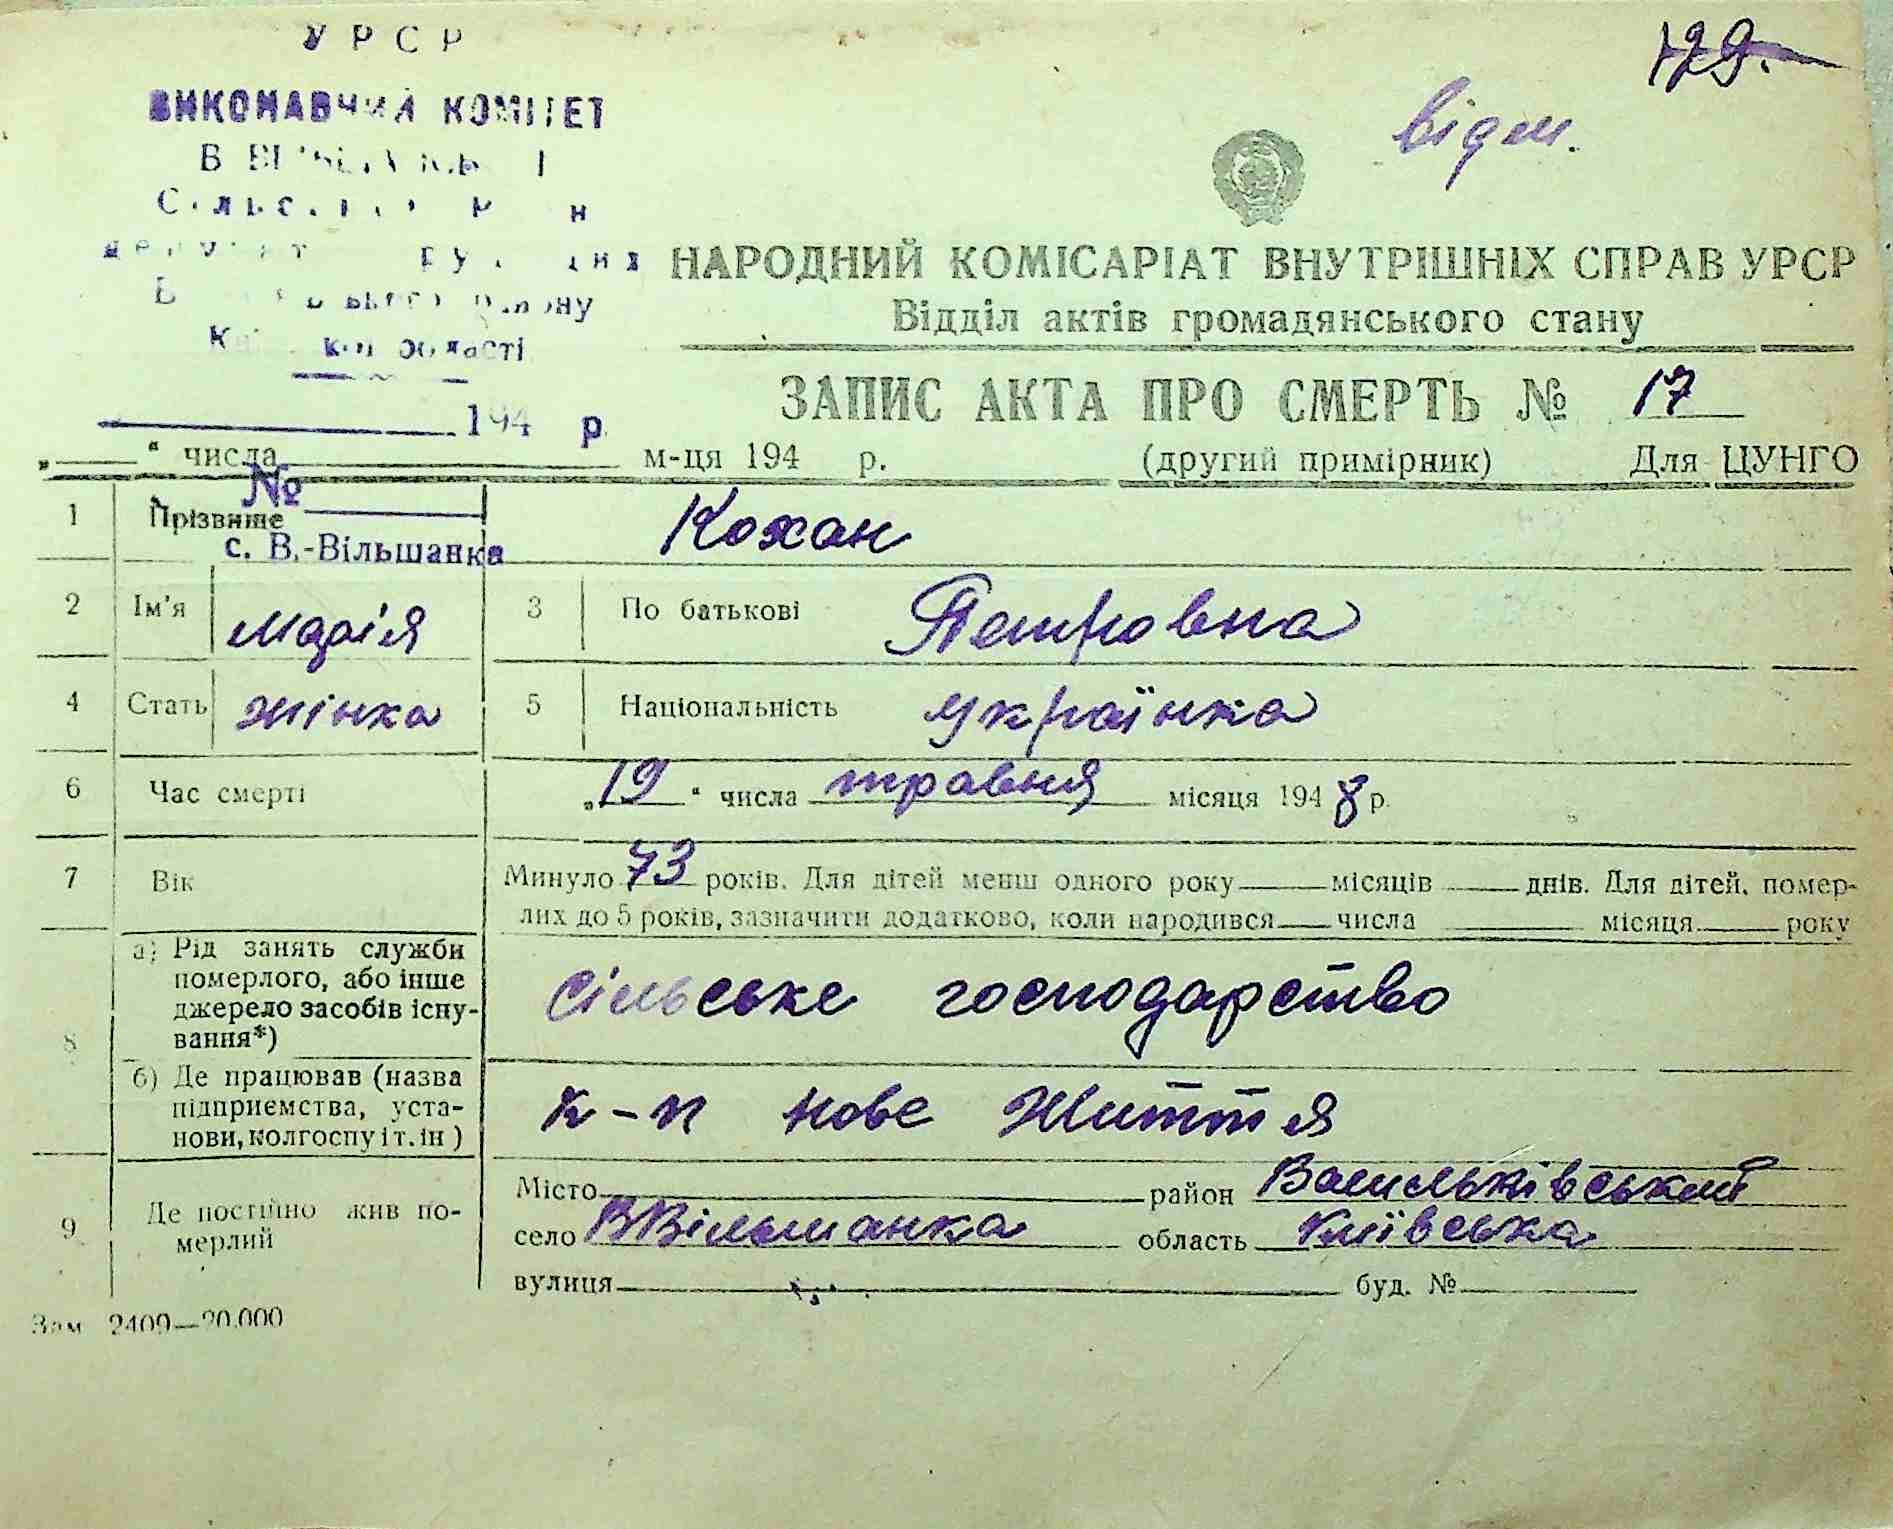 УРСР
ВИКОНАВЧИЙ КОМІТЕТ
области
194 р.
№
с. В.-Вільшанка
129.
відм.
НАРОДНИЙ КОМІСАРІАТ ВНУТРІШНІХ СПРАВ УРСР
Відділ актів громадянського стану
ЗАПИС АКТА ПРО СМЕРТЬ № 17
„ “ числа м-ця 194 р. (другий примірник) Для ЦУНГО
1 Прізвище Кохан
2 Ім'я Марія 3 По батькові Петровна
4 Стать жінка 5 Національність українка
6 Час смерті „19“ числа травня місяця 1948 р.
7 Вік Минуло 73 років. Для дітей менш одного року місяців днів. Для дітей, помер-
лих до 5 років, зазначити додатково, коли народився числа місяця року
8 а) Рід занять служби
померлого, або інше
джерело засобів існу-
вання*)
сільське господарство
б) Де працював (назва
підприємства, уста-
нови, колгоспу і т. ін)
к-п нове Життя
9 Де постійно жив по-
мерлий
Місто район Васильківський
село ВВільшанка область Київська
вулиця буд. №
Зам 2409—20.000